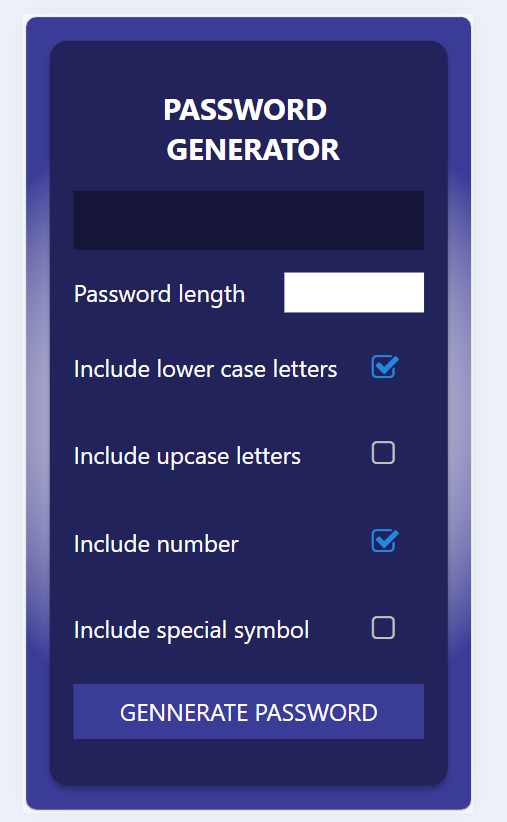 PASSWORD
GENERATOR
Password length
Include lower case letters
Include upcase letters
Include number
Include special symbol
GENNERATE PASSWORD